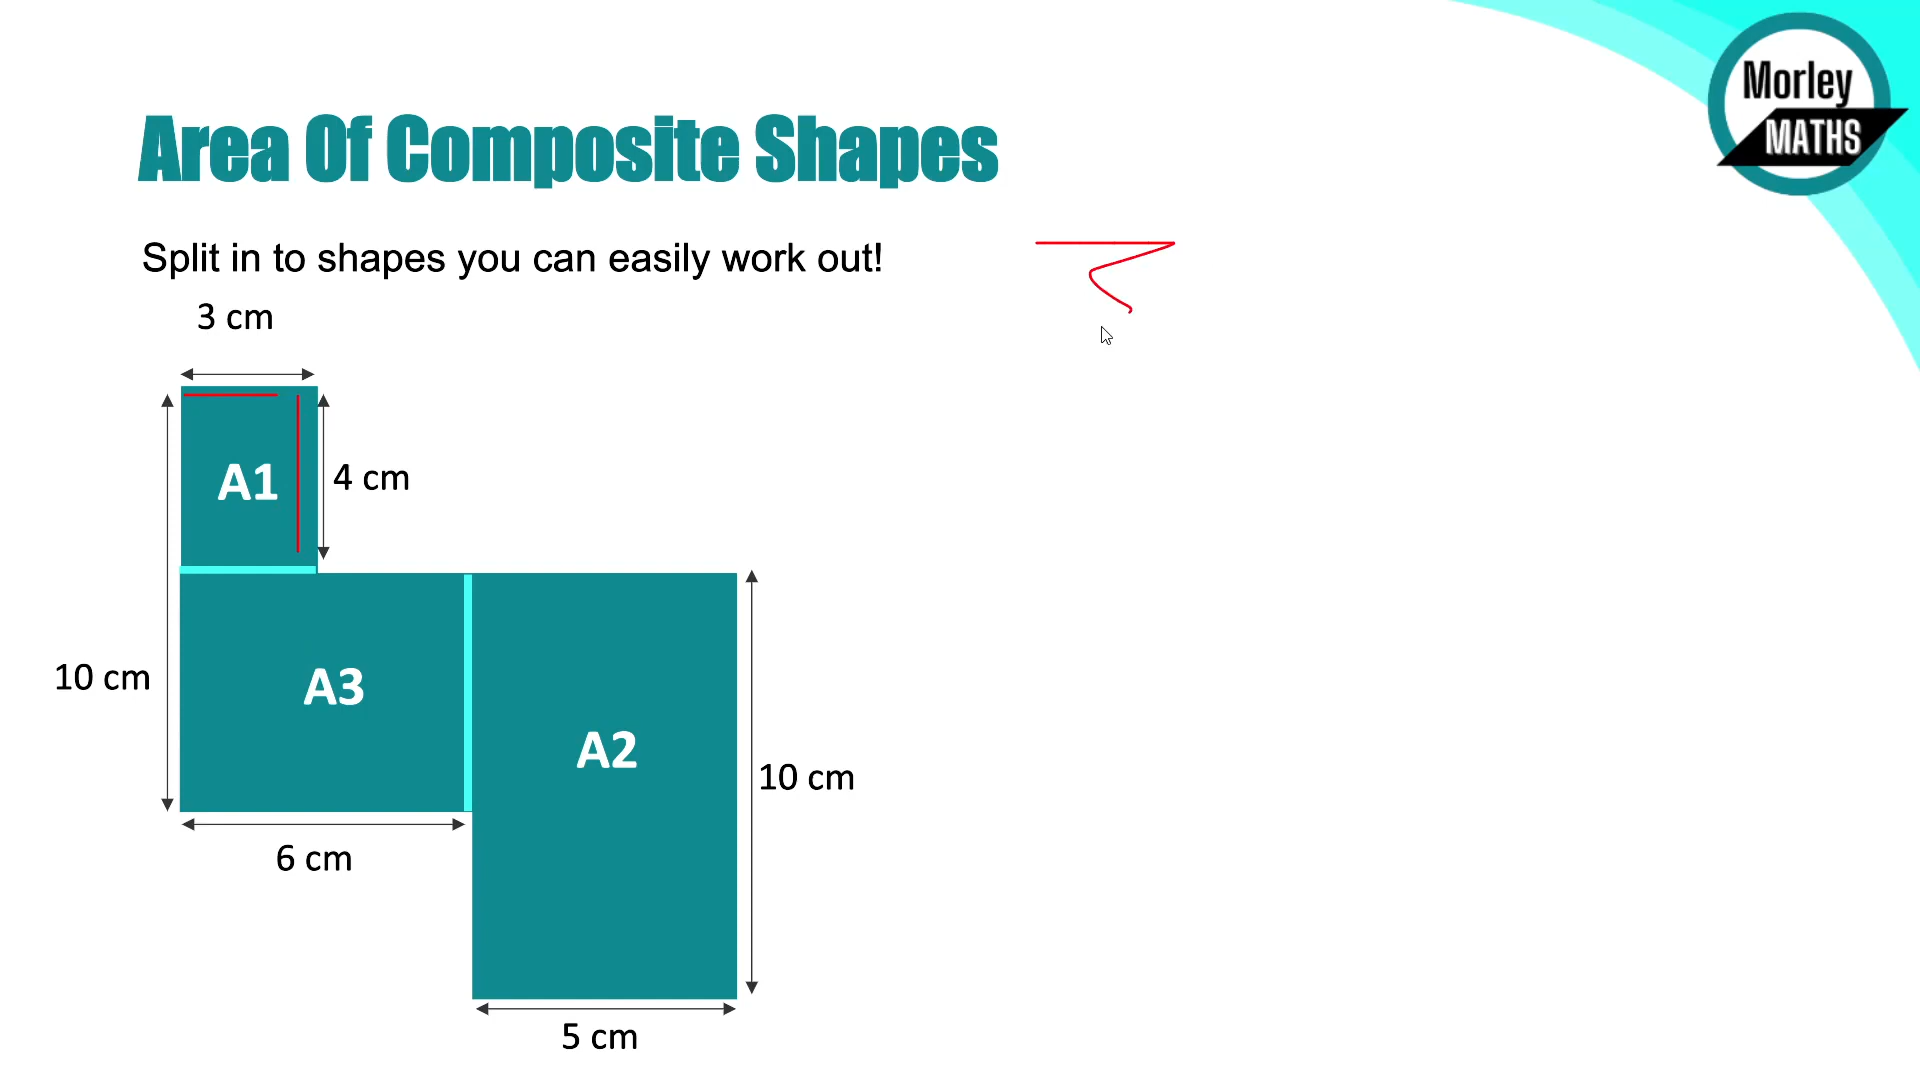 Morley
MATHS
Area Of Composite Shapes
Split in to shapes you can easily work out!
3 cm
A1
4 cm
10 cm
A3
A2
10 cm
6 cm
5 cm